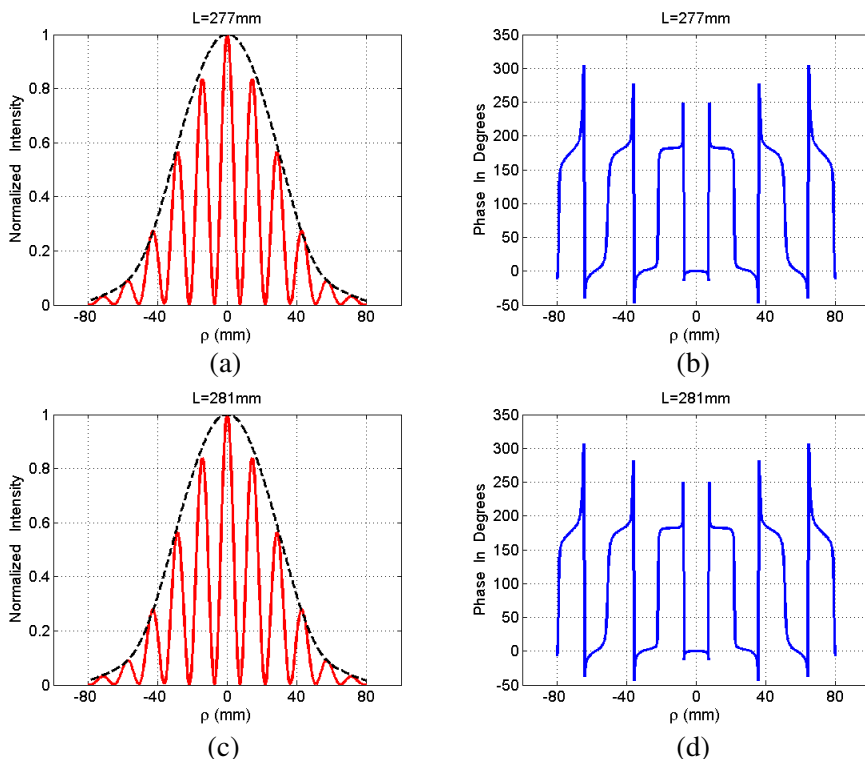 L=277mm
Normalized Intensity
1
0.8
0.6
0.4
0.2
0
-80 -40 0 40 80
ρ (mm)
(a)
L=277mm
Phase In Degrees
350
300
250
200
150
100
50
0
-50
-80 -40 0 40 80
ρ (mm)
(b)
L=281mm
Normalized Intensity
1
0.8
0.6
0.4
0.2
0
-80 -40 0 40 80
ρ (mm)
(c)
L=281mm
Phase In Degrees
350
300
250
200
150
100
50
0
-50
-80 -40 0 40 80
ρ (mm)
(d)